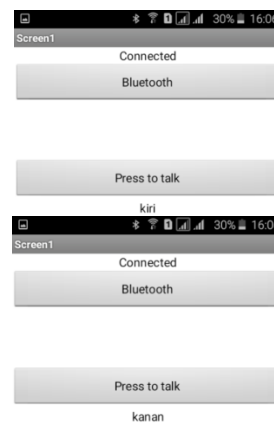 30% 16:06
Screen1
Connected
Bluetooth
Press to talk
kiri
30% 16:0
Screen1
Connected
Bluetooth
Press to talk
kanan